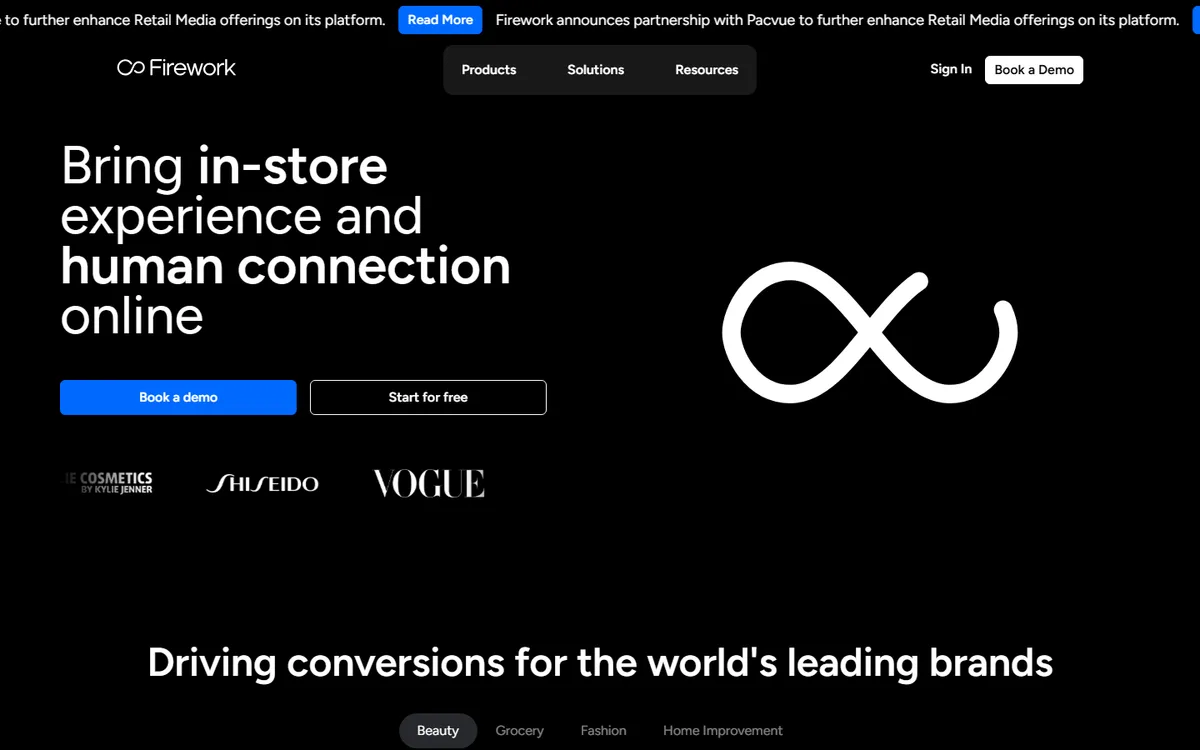 to further enhance Retail Media offerings on its platform. Read More Firework announces partnership with Pacvue to further enhance Retail Media offerings on its platform.
Firework Products Solutions Resources Sign In Book a Demo
Bring in-store
experience and
human connection
online
Book a demo Start for free
COSMETICS
BY KYLIE JENNER
SHISEIDO VOGUE
Driving conversions for the world's leading brands
Beauty Grocery Fashion Home Improvement